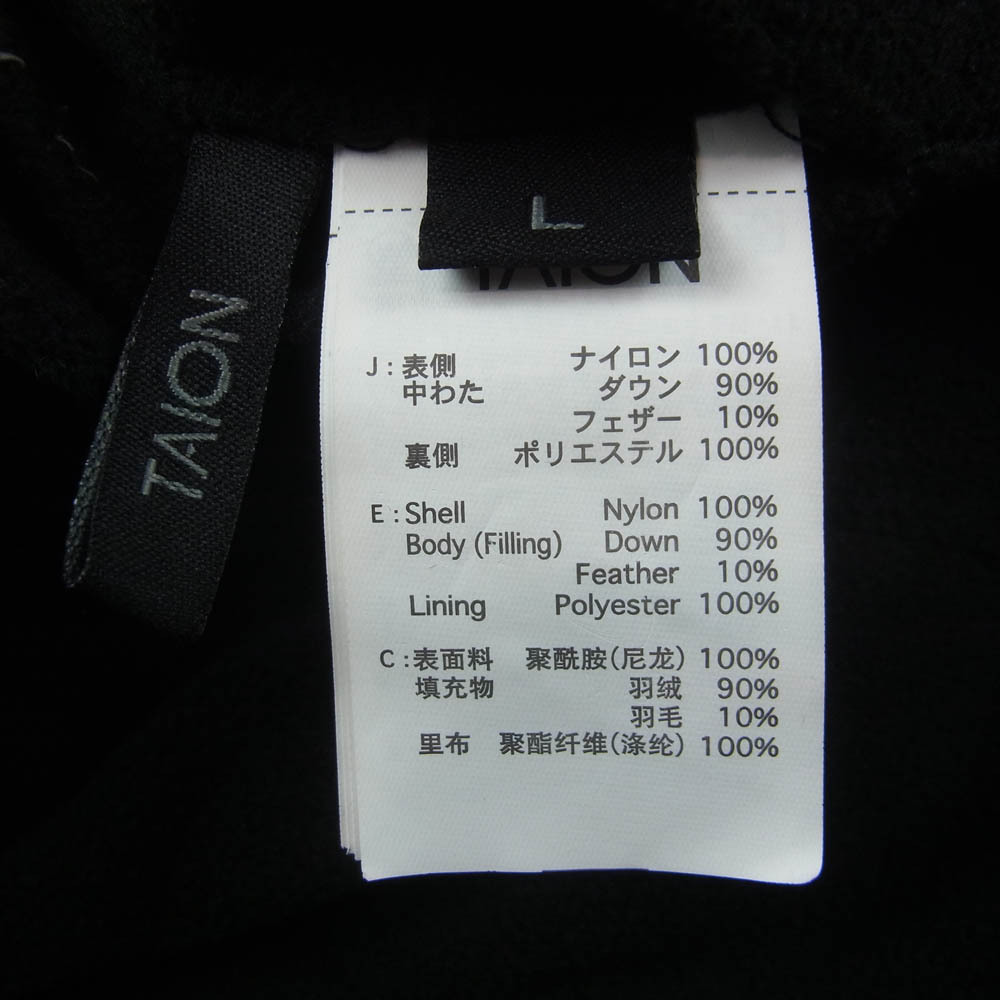 TAION
L
TAION
J : 表側 ナイロン 100%
中わた ダウン 90%
フェザー 10%
裏側 ポリエステル 100%
E : Shell Nylon 100%
Body (Filling) Down 90%
Feather 10%
Lining Polyester 100%
C : 表面料 聚酰胺(尼龙) 100%
填充物 羽绒 90%
羽毛 10%
里布 聚酯纤维(涤纶) 100%